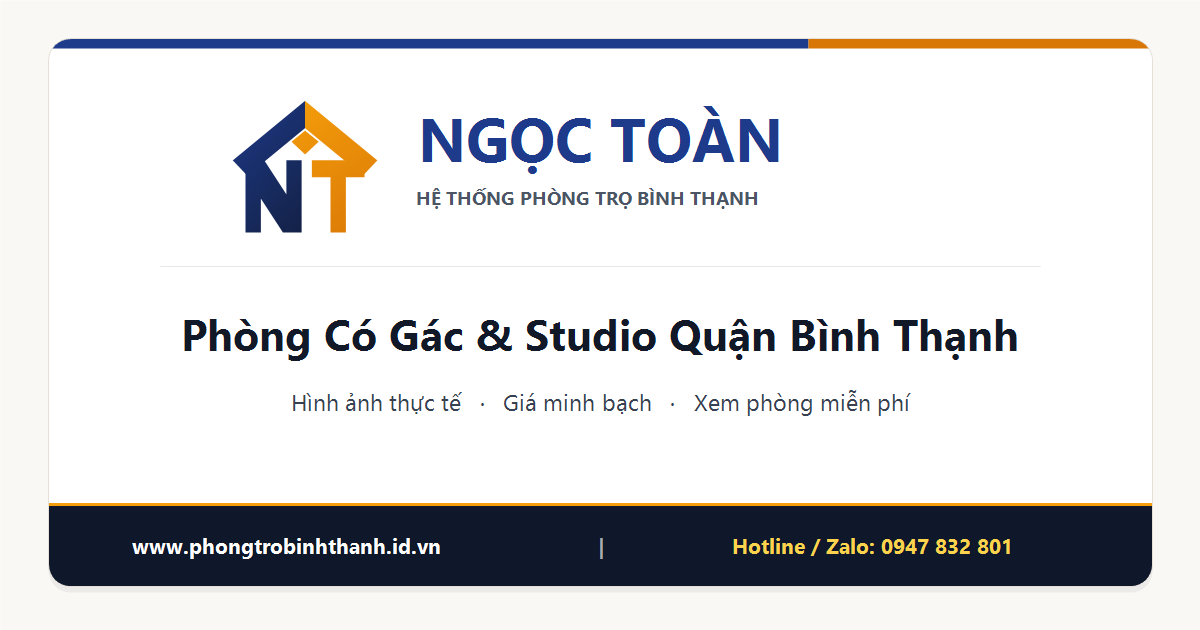 NT
NGỌC TOÀN
HỆ THỐNG PHÒNG TRỌ BÌNH THẠNH
Phòng Có Gác & Studio Quận Bình Thạnh
Hình ảnh thực tế · Giá minh bạch · Xem phòng miễn phí
www.phongtrobinhthanh.id.vn | Hotline / Zalo: 0947 832 801